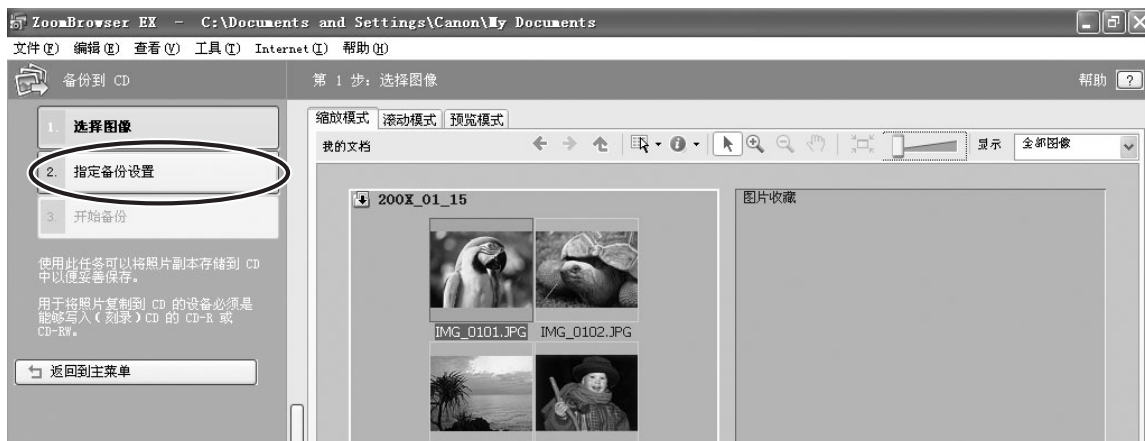 ZoomBrowser EX - C:\Documents and Settings\Canon\My Documents
文件(F) 编辑(E) 查看(V) 工具(T) Internet(I) 帮助(H)
备份到 CD
第 1 步: 选择图像
帮助 ?
1. 选择图像
2. 指定备份设置
3. 开始备份
使用此任务可以将照片副本存储到 CD
中以便妥善保存。
用于将照片复制到 CD 的设备必须是
能够写入(刻录)CD 的 CD-R 或
CD-RW。
返回到主菜单
缩放模式 滚动模式 预览模式
我的文档
显示 全部图像
200X_01_15
IMG_0101.JPG IMG_0102.JPG
图片收藏